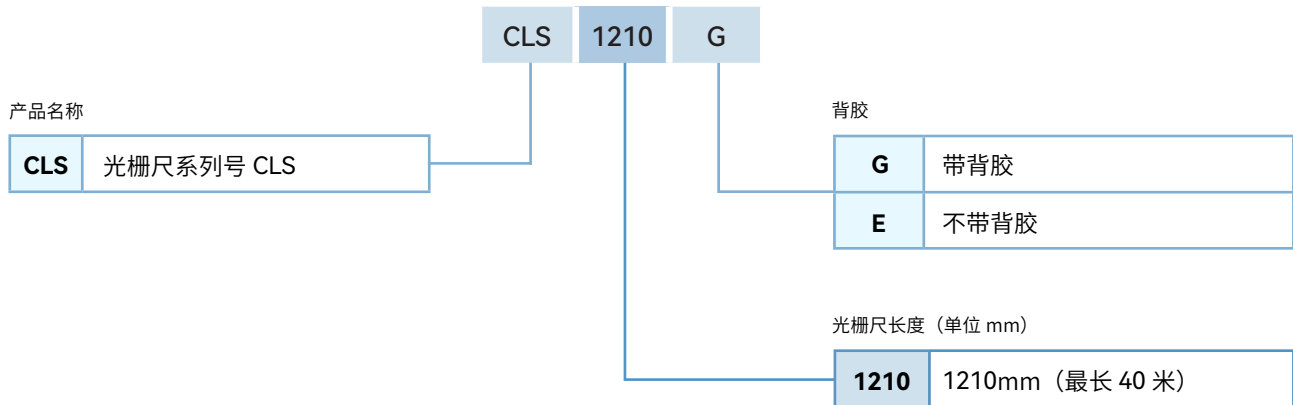 CLS 1210 G
产品名称
CLS 光栅尺系列号 CLS
背胶
G 带背胶
E 不带背胶
光栅尺长度（单位 mm）
1210 1210mm（最长 40 米）